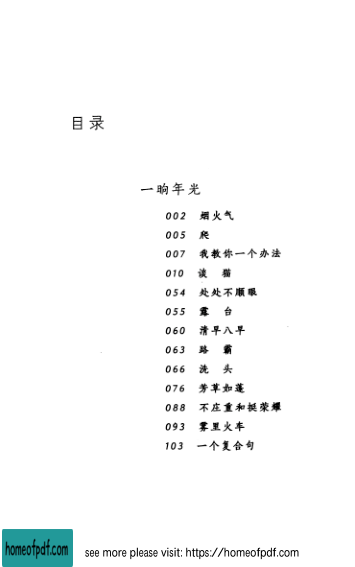 目录
一晌年光
002 烟火气
005 爬
007 我教你一个办法
010 谈 猫
054 处处不顺眼
055 露 台
060 清早八早
063 路 霸
066 洗 头
076 芳草如蓬
088 不庄重和挺荣耀
093 雾里火车
103 一个复合句
homeofpdf.com
see more please visit: https://homeofpdf.com